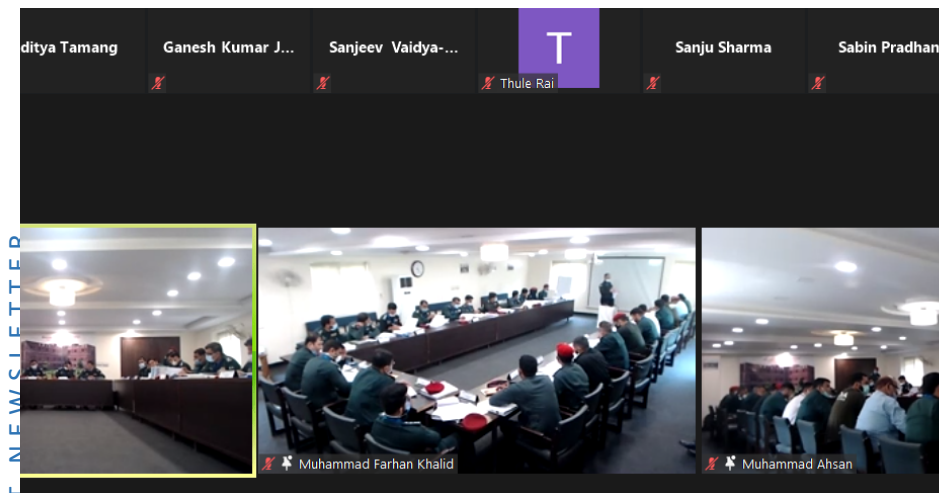 ditya Tamang
Ganesh Kumar J...
Sanjeev Vaidya-...
T
Thule Rai
Sanju Sharma
Sabin Pradhan
Muhammad Farhan Khalid
Muhammad Ahsan
NEWSLETTER